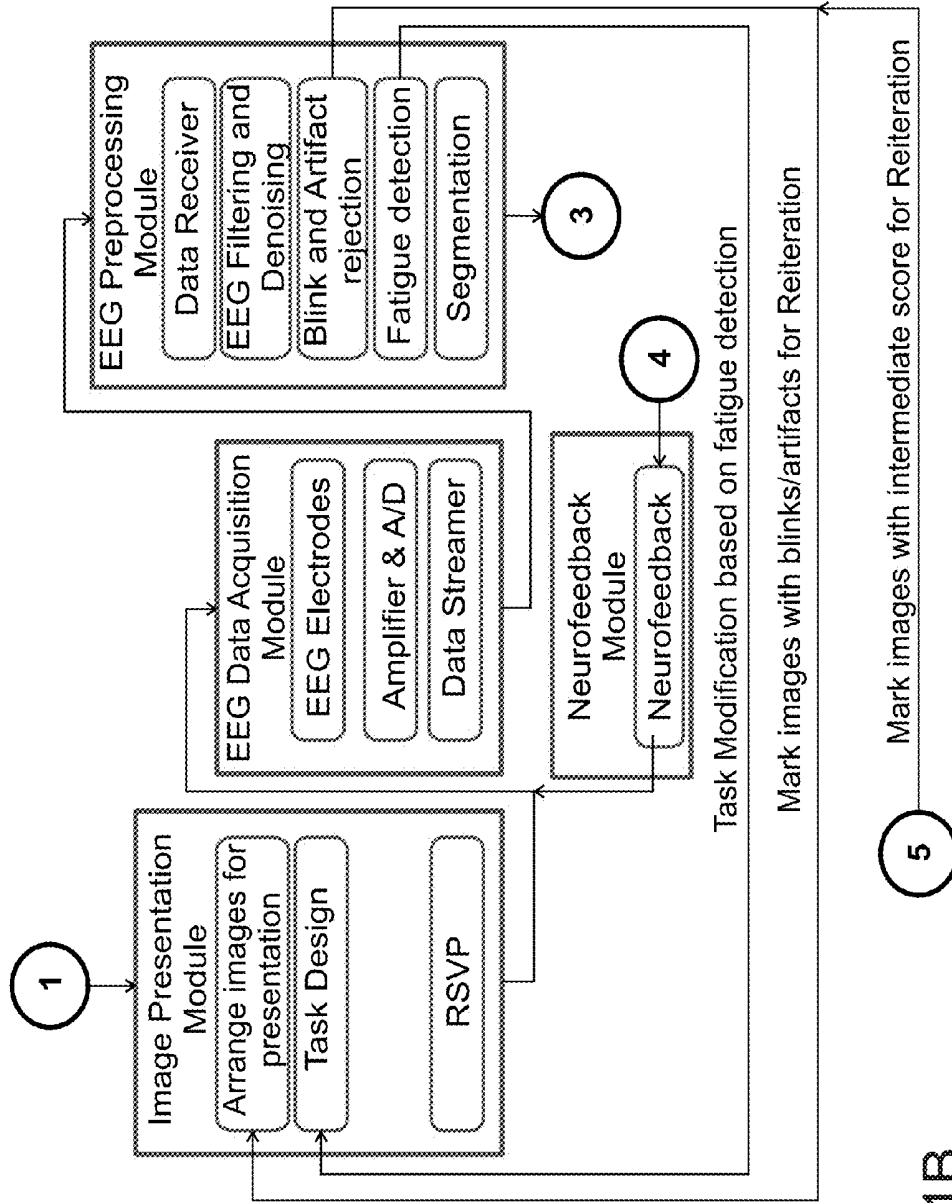 1
Image Presentation
Module
Arrange images for
presentation
Task Design
RSVP
EEG Data Acquisition
Module
EEG Electrodes
Amplifier & A/D
Data Streamer
EEG Preprocessing
Module
Data Receiver
EEG Filtering and
Denoising
Blink and Artifact
rejection
Fatigue detection
Segmentation
3
Neurofeedback
Module
Neurofeedback
4
Task Modification based on fatigue detection
Mark images with blinks/artifacts for Reiteration
Mark images with intermediate score for Reiteration
5
1B